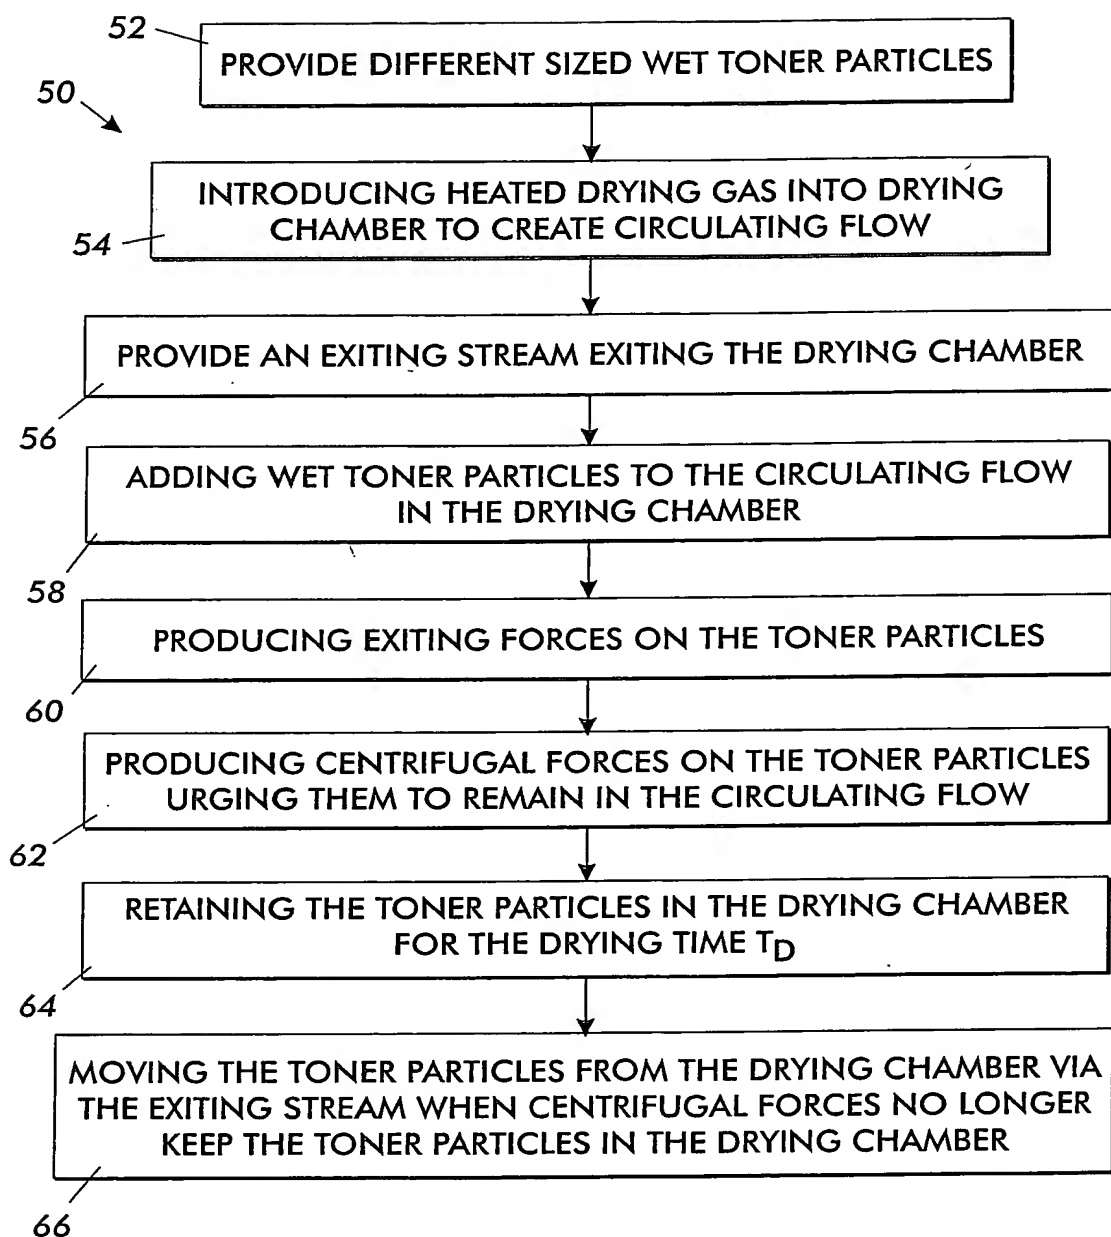 52
PROVIDE DIFFERENT SIZED WET TONER PARTICLES
50
INTRODUCING HEATED DRYING GAS INTO DRYING
CHAMBER TO CREATE CIRCULATING FLOW
54
PROVIDE AN EXITING STREAM EXITING THE DRYING CHAMBER
56
ADDING WET TONER PARTICLES TO THE CIRCULATING FLOW
IN THE DRYING CHAMBER
58
PRODUCING EXITING FORCES ON THE TONER PARTICLES
60
PRODUCING CENTRIFUGAL FORCES ON THE TONER PARTICLES
URGING THEM TO REMAIN IN THE CIRCULATING FLOW
62
RETAINING THE TONER PARTICLES IN THE DRYING CHAMBER
FOR THE DRYING TIME TD
64
MOVING THE TONER PARTICLES FROM THE DRYING CHAMBER VIA
THE EXITING STREAM WHEN CENTRIFUGAL FORCES NO LONGER
KEEP THE TONER PARTICLES IN THE DRYING CHAMBER
66